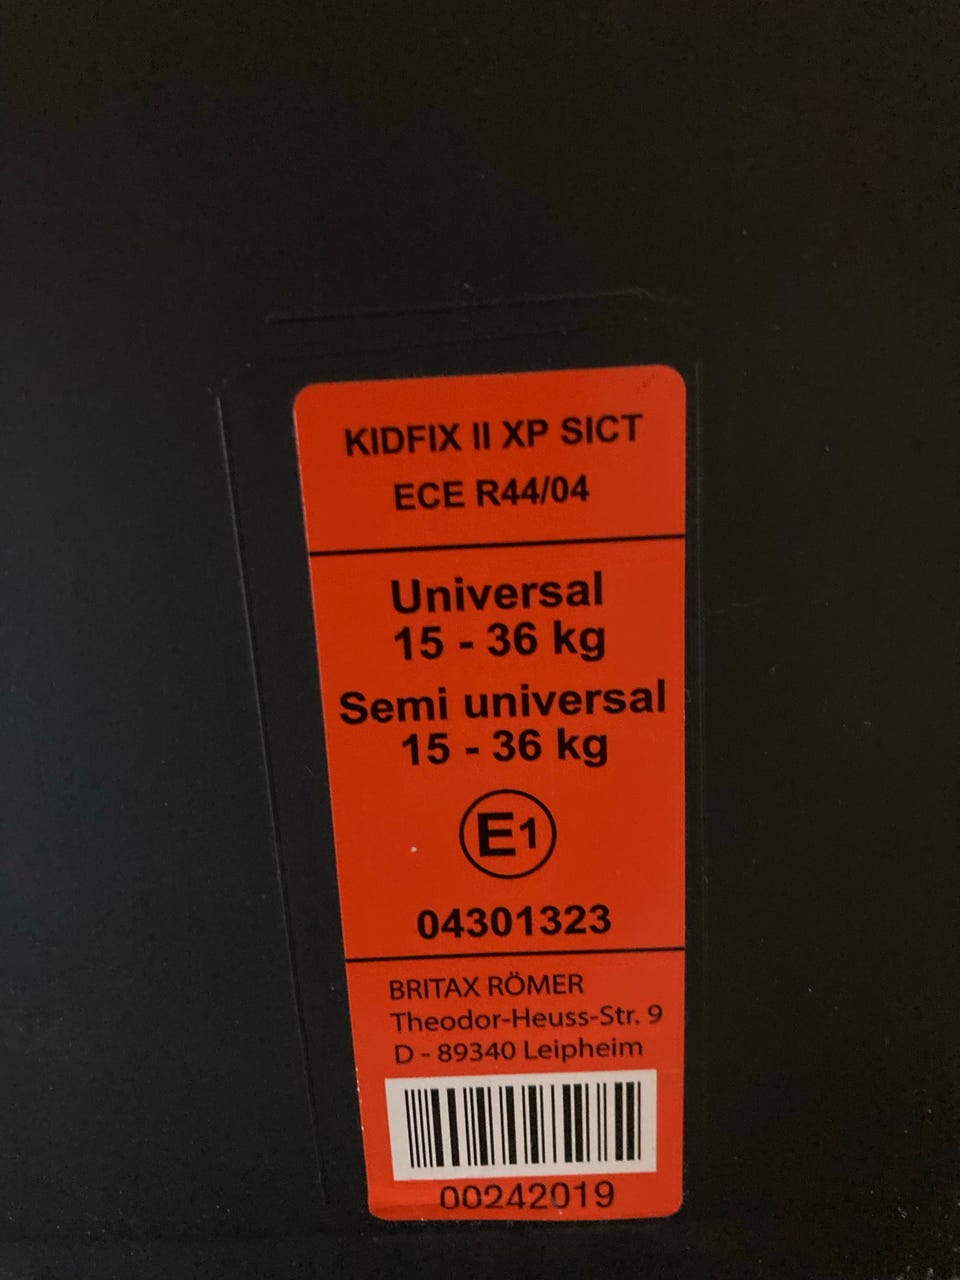 KIDFIX II XP SICT
ECE R44/04
Universal
15 - 36 kg
Semi universal
15 - 36 kg
E1
04301323
BRITAX RÖMER
Theodor-Heuss-Str. 9
D - 89340 Leipheim
00242019